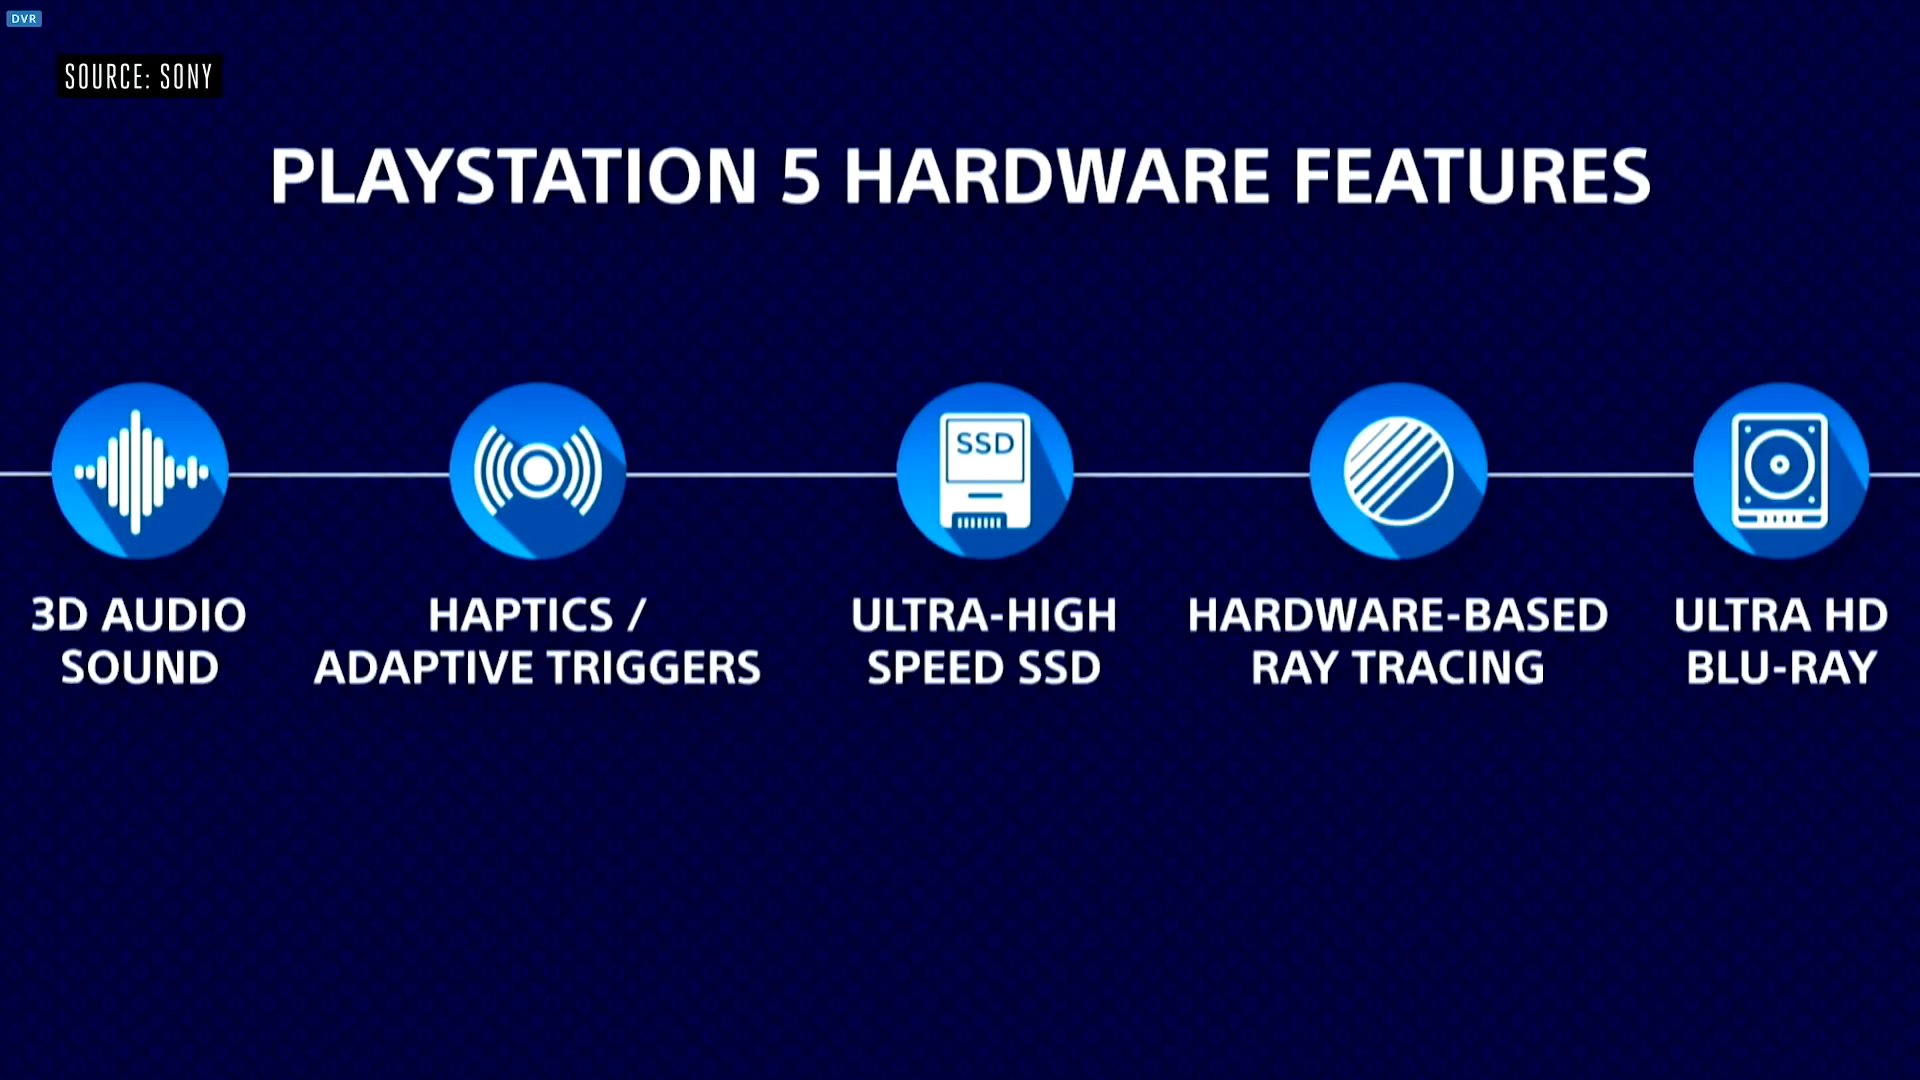 DVR
SOURCE: SONY
PLAYSTATION 5 HARDWARE FEATURES
SSD
3D AUDIO
SOUND
HAPTICS /
ADAPTIVE TRIGGERS
ULTRA-HIGH
SPEED SSD
HARDWARE-BASED
RAY TRACING
ULTRA HD
BLU-RAY